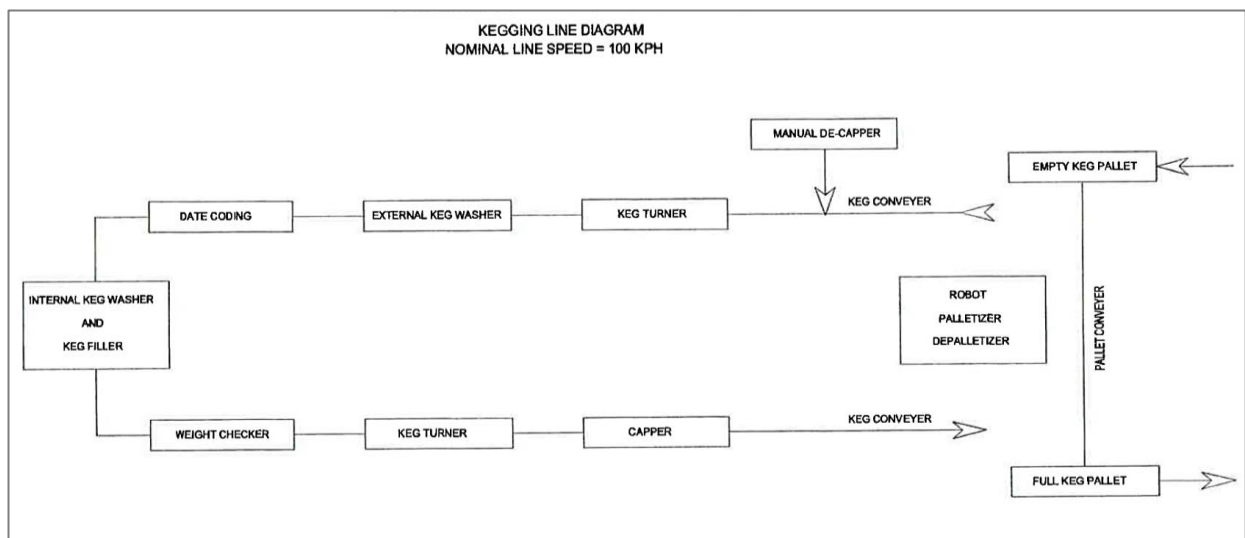 KEGGING LINE DIAGRAM
NOMINAL LINE SPEED = 100 KPH
MANUAL DE-CAPPER
EMPTY KEG PALLET
DATE CODING
EXTERNAL KEG WASHER
KEG TURNER
KEG CONVEYER
INTERNAL KEG WASHER
AND
KEG FILLER
ROBOT
PALLETIZER
DEPALLETIZER
PALLET CONVEYER
WEIGHT CHECKER
KEG TURNER
CAPPER
KEG CONVEYER
FULL KEG PALLET